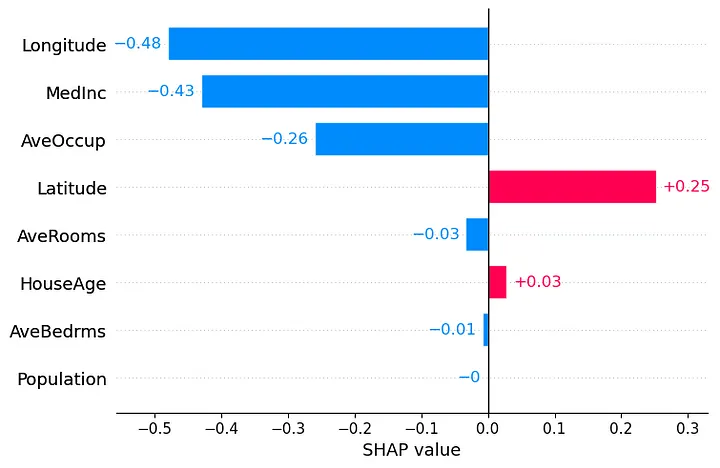 Longitude −0.48
MedInc −0.43
AveOccup −0.26
Latitude +0.25
AveRooms −0.03
HouseAge +0.03
AveBedrms −0.01
Population −0
−0.5 −0.4 −0.3 −0.2 −0.1 0.0 0.1 0.2 0.3
SHAP value